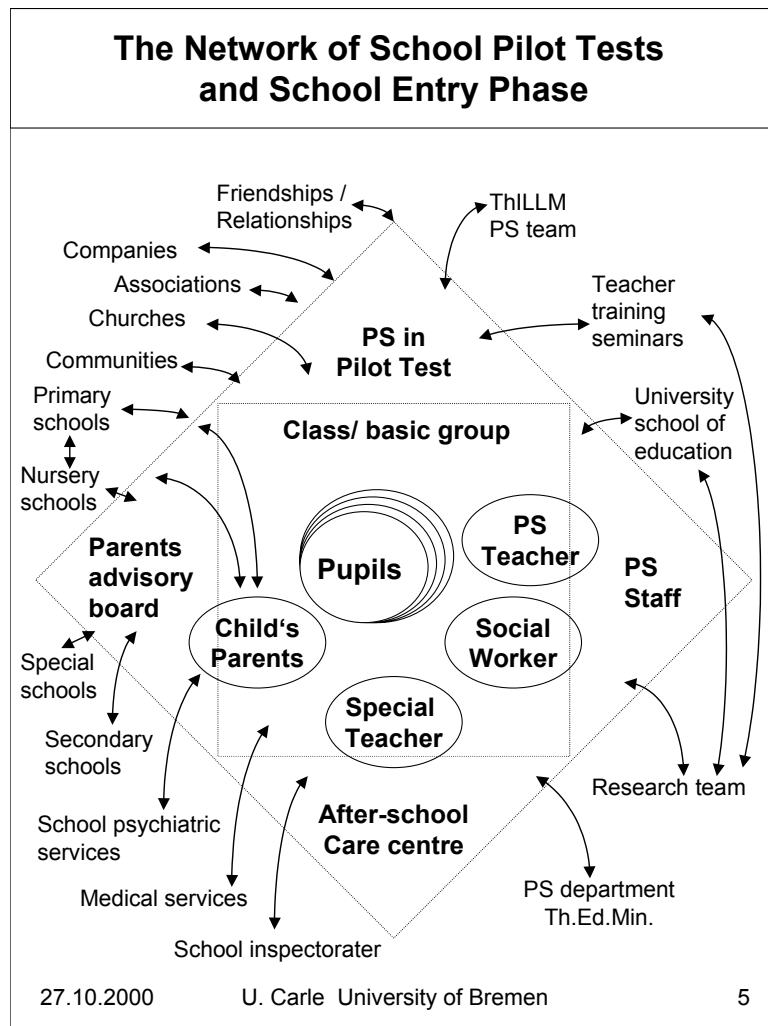 The Network of School Pilot Tests
and School Entry Phase
Friendships /
Relationships
ThILLM
PS team
Companies
Associations
Churches
Communities
Primary
schools
Nursery
schools
Teacher
training
seminars
PS in
Pilot Test
University
school of
education
Class/ basic group
Parents
advisory
board
Pupils
PS
Teacher
PS
Staff
Child‘s
Parents
Social
Worker
Special
Teacher
Special
schools
Secondary
schools
School psychiatric
services
Medical services
School inspectorater
After-school
Care centre
Research team
PS department
Th.Ed.Min.
27.10.2000 U. Carle University of Bremen 5